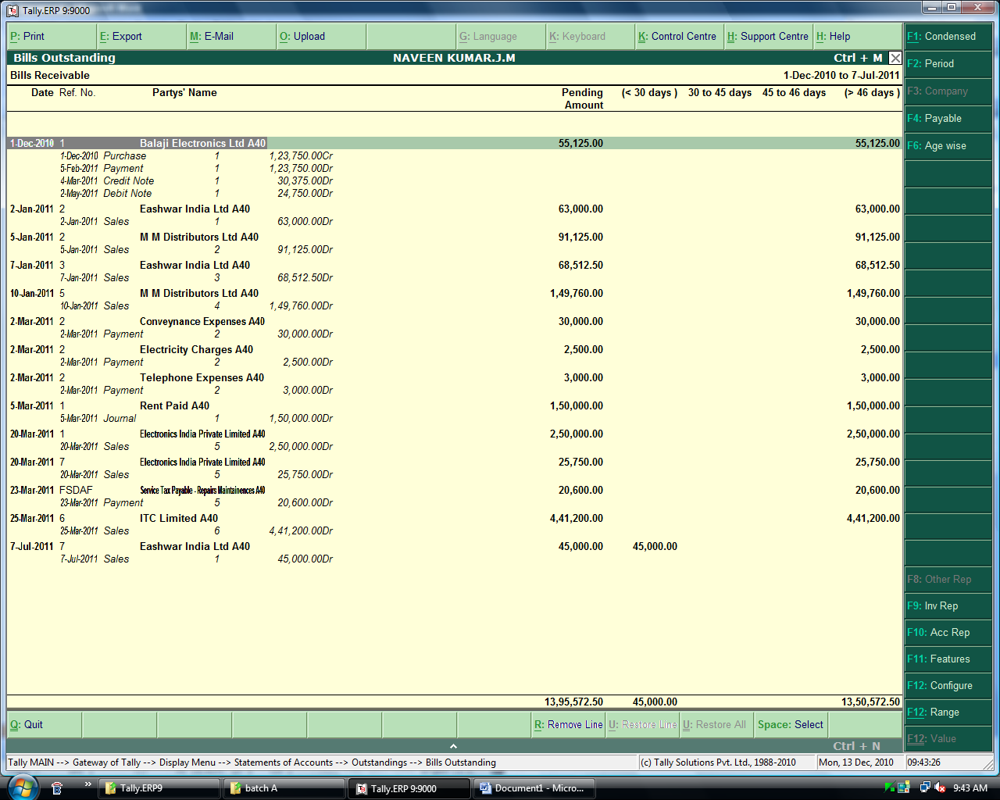 Tally.ERP 9:9000
P: Print E: Export M: E-Mail O: Upload G: Language K: Keyboard K: Control Centre H: Support Centre H: Help
Bills Outstanding NAVEEN KUMAR.J.M Ctrl + M
Bills Receivable 1-Dec-2010 to 7-Jul-2011
Date Ref. No. Partys' Name Pending (< 30 days ) 30 to 45 days 45 to 46 days (> 46 days )
Amount
1-Dec-2010 1 Balaji Electronics Ltd A40 55,125.00 55,125.00
1-Dec-2010 Purchase 1 1,23,750.00Cr
5-Feb-2011 Payment 1 1,23,750.00Dr
4-Mar-2011 Credit Note 1 30,375.00Dr
2-May-2011 Debit Note 1 24,750.00Dr
2-Jan-2011 2 Eashwar India Ltd A40 63,000.00 63,000.00
2-Jan-2011 Sales 1 63,000.00Dr
5-Jan-2011 2 M M Distributors Ltd A40 91,125.00 91,125.00
5-Jan-2011 Sales 2 91,125.00Dr
7-Jan-2011 3 Eashwar India Ltd A40 68,512.50 68,512.50
7-Jan-2011 Sales 3 68,512.50Dr
10-Jan-2011 5 M M Distributors Ltd A40 1,49,760.00 1,49,760.00
10-Jan-2011 Sales 4 1,49,760.00Dr
2-Mar-2011 2 Conveynance Expenses A40 30,000.00 30,000.00
2-Mar-2011 Payment 2 30,000.00Dr
2-Mar-2011 2 Electricity Charges A40 2,500.00 2,500.00
2-Mar-2011 Payment 2 2,500.00Dr
2-Mar-2011 2 Telephone Expenses A40 3,000.00 3,000.00
2-Mar-2011 Payment 2 3,000.00Dr
5-Mar-2011 1 Rent Paid A40 1,50,000.00 1,50,000.00
5-Mar-2011 Journal 1 1,50,000.00Dr
20-Mar-2011 1 Electronics India Private Limited A40 2,50,000.00 2,50,000.00
20-Mar-2011 Sales 5 2,50,000.00Dr
20-Mar-2011 7 Electronics India Private Limited A40 25,750.00 25,750.00
20-Mar-2011 Sales 5 25,750.00Dr
23-Mar-2011 FSDAF Service Tax Payable - Repairs Maintainences A40 20,600.00 20,600.00
23-Mar-2011 Payment 5 20,600.00Dr
25-Mar-2011 6 ITC Limited A40 4,41,200.00 4,41,200.00
25-Mar-2011 Sales 6 4,41,200.00Dr
7-Jul-2011 7 Eashwar India Ltd A40 45,000.00 45,000.00
7-Jul-2011 Sales 1 45,000.00Dr
13,95,572.50 45,000.00 13,50,572.50
Q: Quit R: Remove Line U: Restore Line U: Restore All Space: Select
Ctrl + N
F1: Condensed
F2: Period
F3: Company
F4: Payable
F6: Age wise
F8: Other Rep
F9: Inv Rep
F10: Acc Rep
F11: Features
F12: Configure
F12: Range
F12: Value
Tally MAIN --> Gateway of Tally --> Display Menu --> Statements of Accounts --> Outstandings --> Bills Outstanding (c) Tally Solutions Pvt. Ltd., 1988-2010 Mon, 13 Dec, 2010 09:43:26
Tally.ERP9 batch A Tally.ERP 9:9000 Document1 - Micro... 9:43 AM